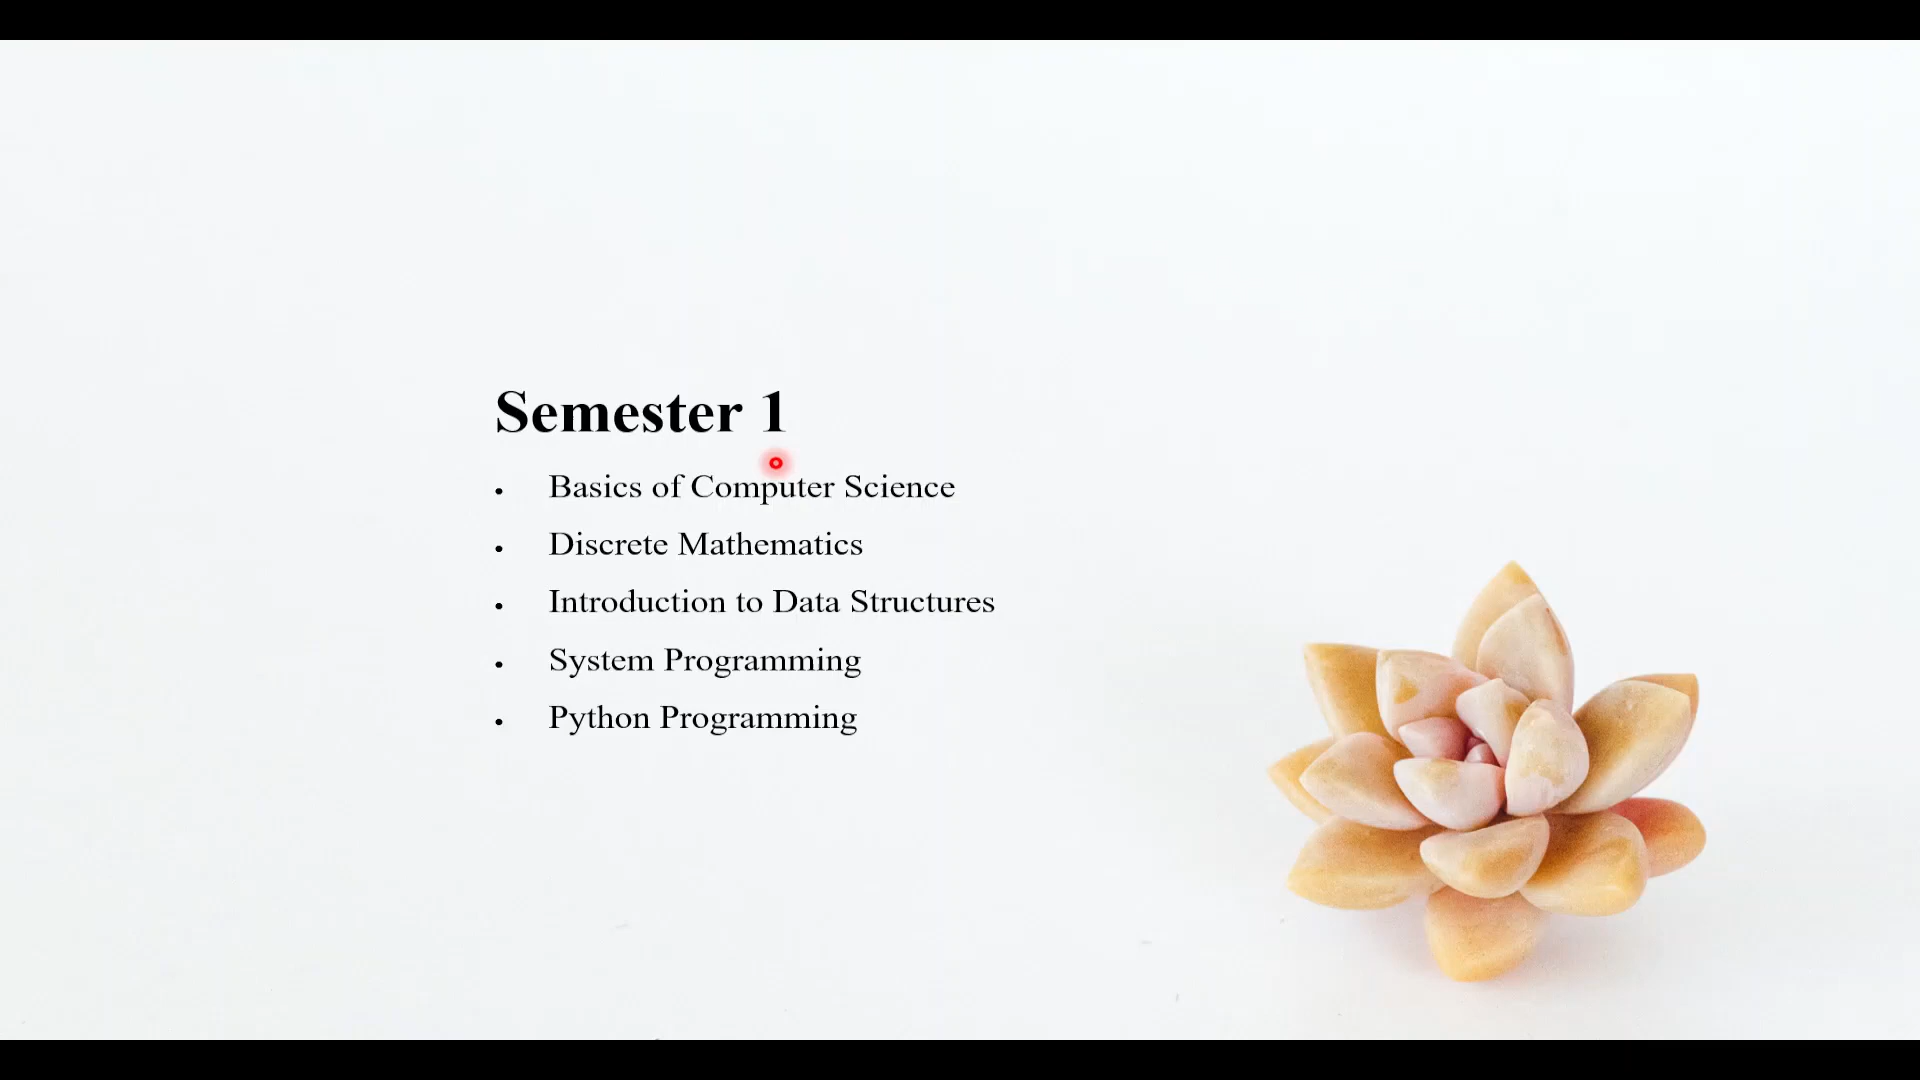 Semester 1
• Basics of Computer Science
• Discrete Mathematics
• Introduction to Data Structures
• System Programming
• Python Programming